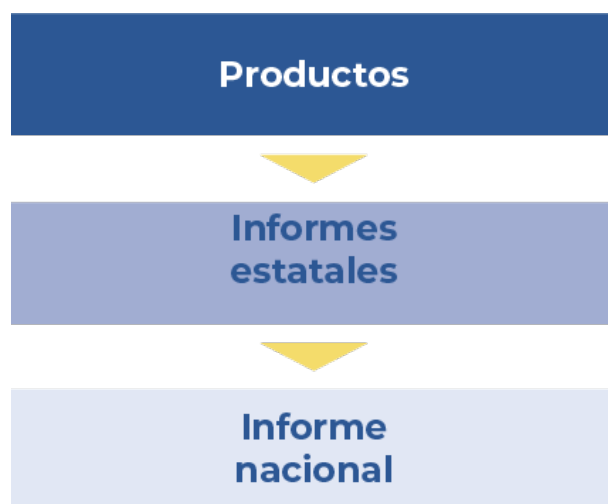 Productos
Informes
estatales
Informe
nacional